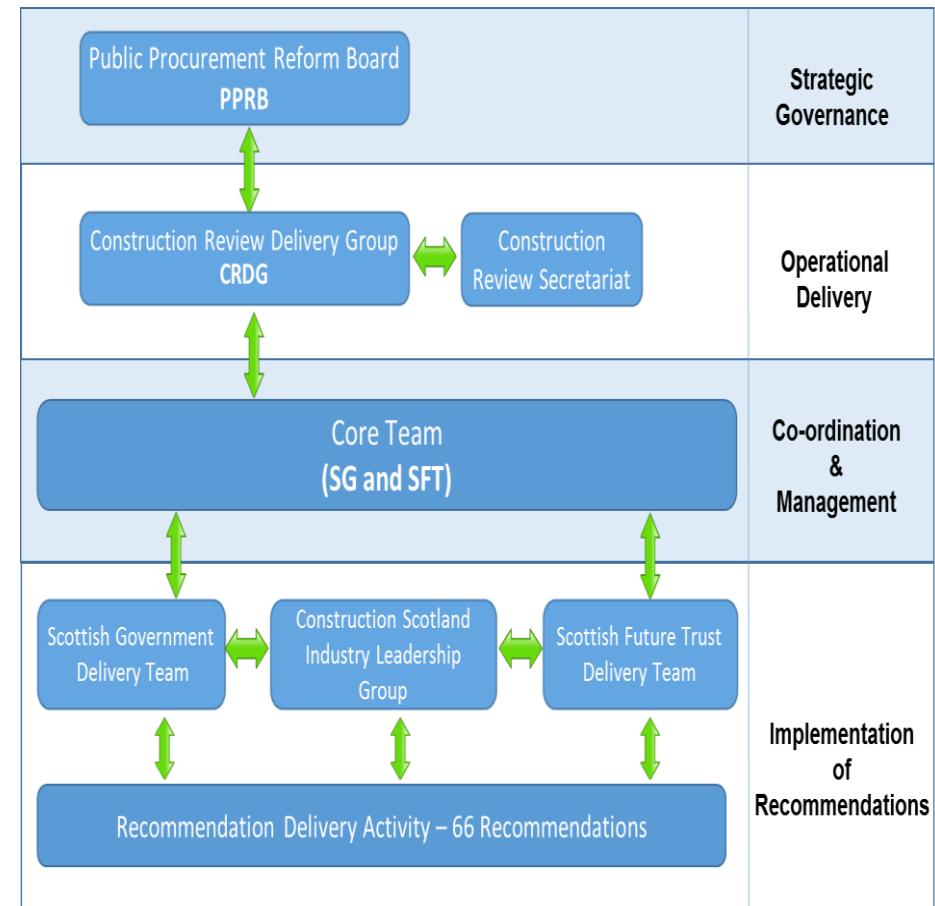 Public Procurement Reform Board
PPRB
Strategic
Governance
Construction Review Delivery Group
CRDG
Construction
Review Secretariat
Operational
Delivery
Core Team
(SG and SFT)
Co-ordination
&
Management
Scottish Government
Delivery Team
Construction Scotland
Industry Leadership
Group
Scottish Future Trust
Delivery Team
Implementation
of
Recommendations
Recommendation Delivery Activity – 66 Recommendations